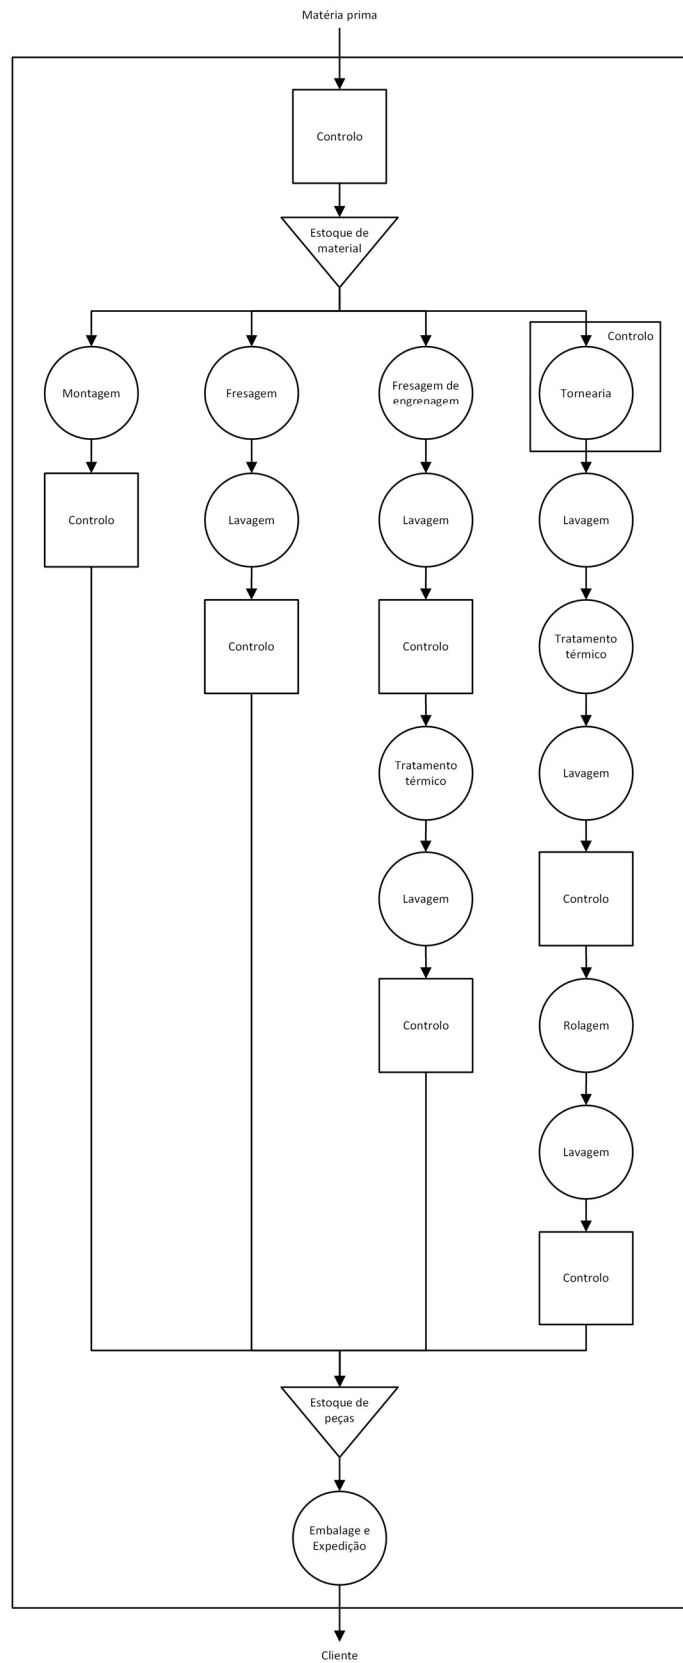 Matéria prima
Controlo
Estoque de
material
Controlo
Montagem
Fresagem
Fresagem de
engrenagem
Tornearia
Controlo
Lavagem
Lavagem
Lavagem
Controlo
Controlo
Tratamento
térmico
Tratamento
térmico
Lavagem
Lavagem
Controlo
Controlo
Rolagem
Lavagem
Controlo
Estoque de
peças
Embalage e
Expedição
Cliente